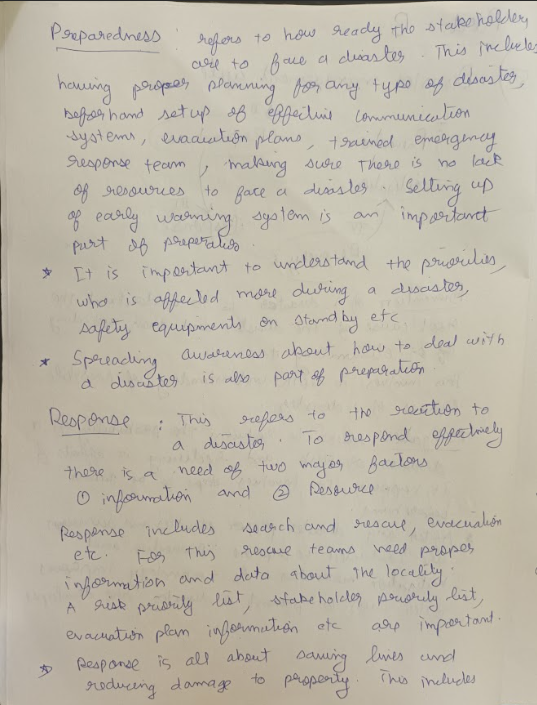 Preparedness : refers to how ready the stakeholders
are to face a disaster. This includes
having proper planning for any type of disaster,
beforhand setup of effective communication
systems, evacuation plans, trained emergency
response team, making sure there is no lack
of resources to face a disaster. Setting up
of early warning system is an important
part of preparation.
* It is important to understand the priorities,
who is affected more during a disaster,
safety equipments on standby etc
* Spreading awareness about how to deal with
a disaster is also part of preparation
Response : This refers to the reaction to
a disaster. To respond effectively
there is a need of two major factors
① information and ② Resource.
Response includes search and rescue, evacuation
etc. For this rescue teams need proper
information and data about the locality.
A risk priority list, stakeholder priority list,
evacuation plan information etc are important.
* Response is all about saving lives and
reducing damage to property. This includes